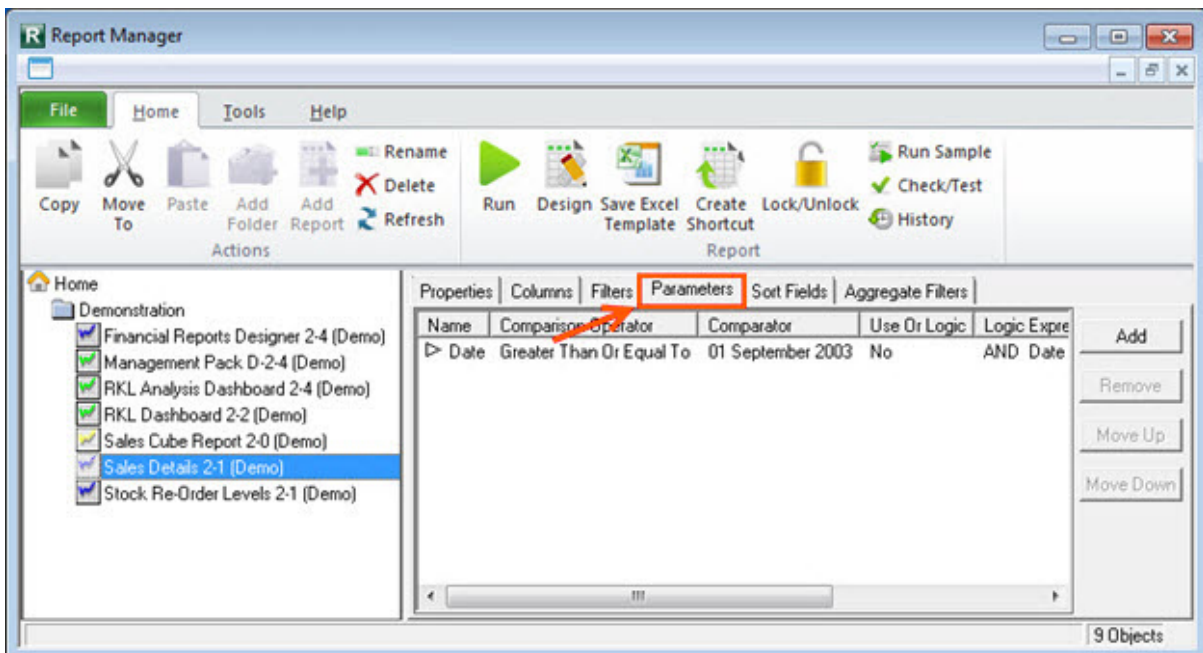 Report Manager
File Home Tools Help
Copy Move To Paste Add Folder Add Report Rename Delete Refresh
Actions
Run Design Save Excel Template Create Shortcut Lock/Unlock Run Sample Check/Test History
Report
Home
Demonstration
Financial Reports Designer 2-4 (Demo)
Management Pack D-2-4 (Demo)
RKL Analysis Dashboard 2-4 (Demo)
RKL Dashboard 2-2 (Demo)
Sales Cube Report 2-0 (Demo)
Sales Details 2-1 (Demo)
Stock Re-Order Levels 2-1 (Demo)
Properties Columns Filters Parameters Sort Fields Aggregate Filters
Name Comparison Operator Comparator Use Or Logic Logic Expre
Date Greater Than Or Equal To 01 September 2003 No AND Date
Add
Remove
Move Up
Move Down
9 Objects